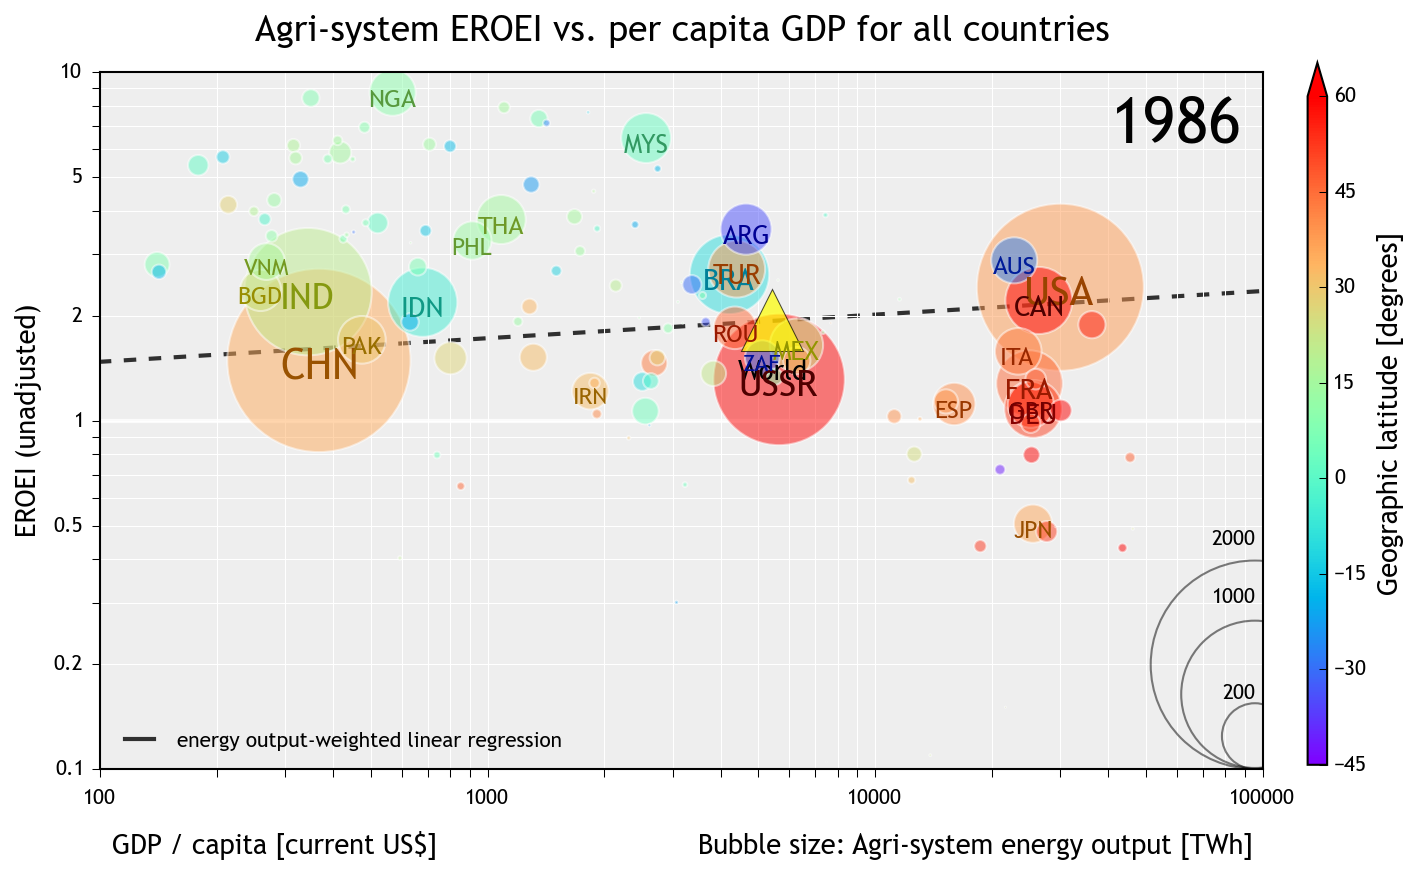 Agri-system EROEI vs. per capita GDP for all countries
1986
EROEI (unadjusted)
10
5
2
1
0.5
0.2
0.1
NGA
MYS
THA
PHL
ARG
VNM
BGD
IND
IDN
BRA
TUR
AUS
USA
CAN
PAK
CHN
ROU
MEX
ZAF
World
USSR
IRN
ITA
FRA
ESP
GBR
DEU
JPN
2000
1000
200
energy output-weighted linear regression
100
1000
10000
100000
GDP / capita [current US$]
Bubble size: Agri-system energy output [TWh]
60
45
30
15
0
−15
−30
−45
Geographic latitude [degrees]